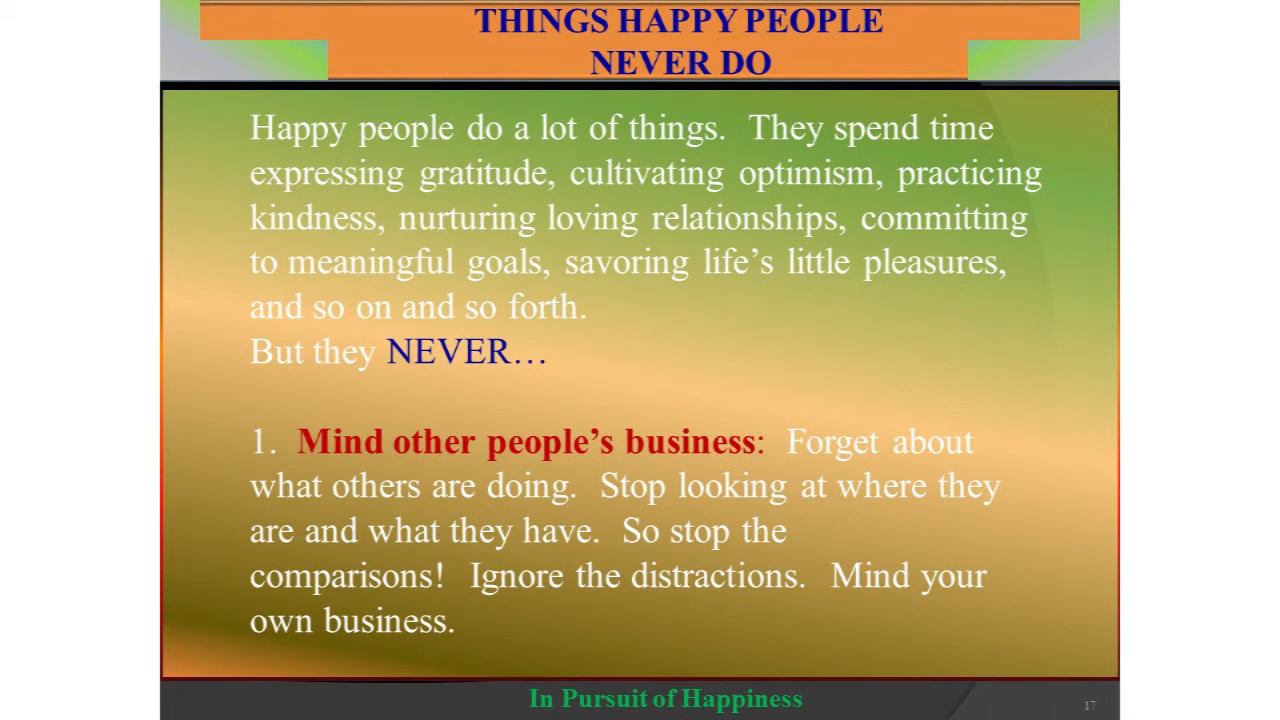 THINGS HAPPY PEOPLE
NEVER DO
Happy people do a lot of things. They spend time
expressing gratitude, cultivating optimism, practicing
kindness, nurturing loving relationships, committing
to meaningful goals, savoring life’s little pleasures,
and so on and so forth.
But they NEVER…
1. Mind other people’s business: Forget about
what others are doing. Stop looking at where they
are and what they have. So stop the
comparisons! Ignore the distractions. Mind your
own business.
In Pursuit of Happiness
17